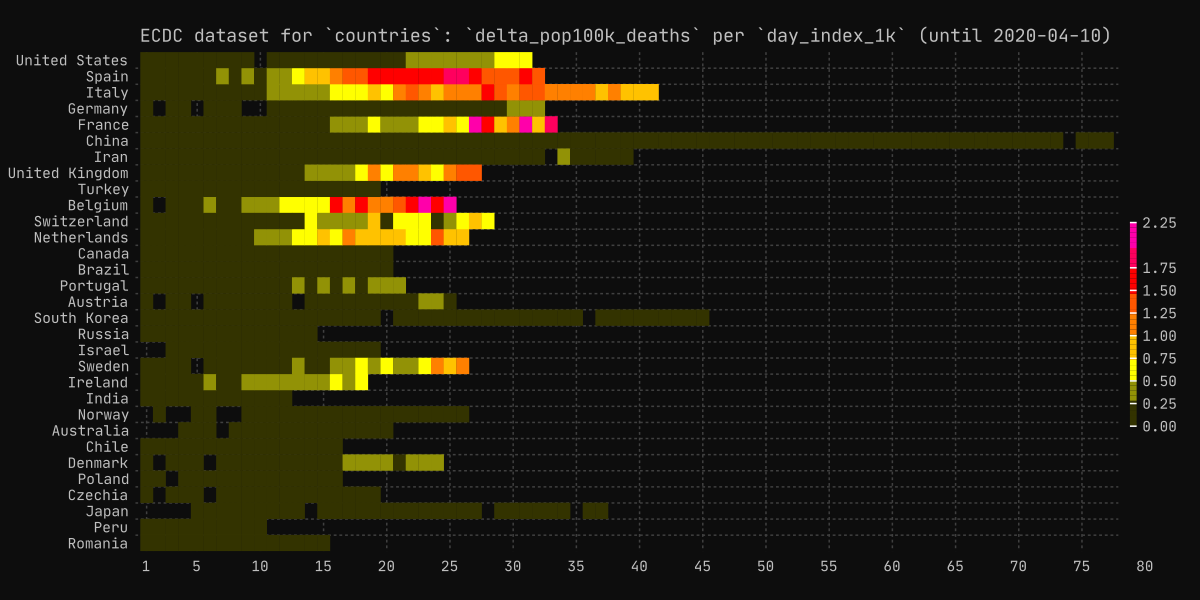 ECDC dataset for `countries`: `delta_pop100k_deaths` per `day_index_1k` (until 2020-04-10)
United States
Spain
Italy
Germany
France
China
Iran
United Kingdom
Turkey
Belgium
Switzerland
Netherlands
Canada
Brazil
Portugal
Austria
South Korea
Russia
Israel
Sweden
Ireland
India
Norway
Australia
Chile
Denmark
Poland
Czechia
Japan
Peru
Romania
1 5 10 15 20 25 30 35 40 45 50 55 60 65 70 75 80
2.25
1.75
1.50
1.25
1.00
0.75
0.50
0.25
0.00